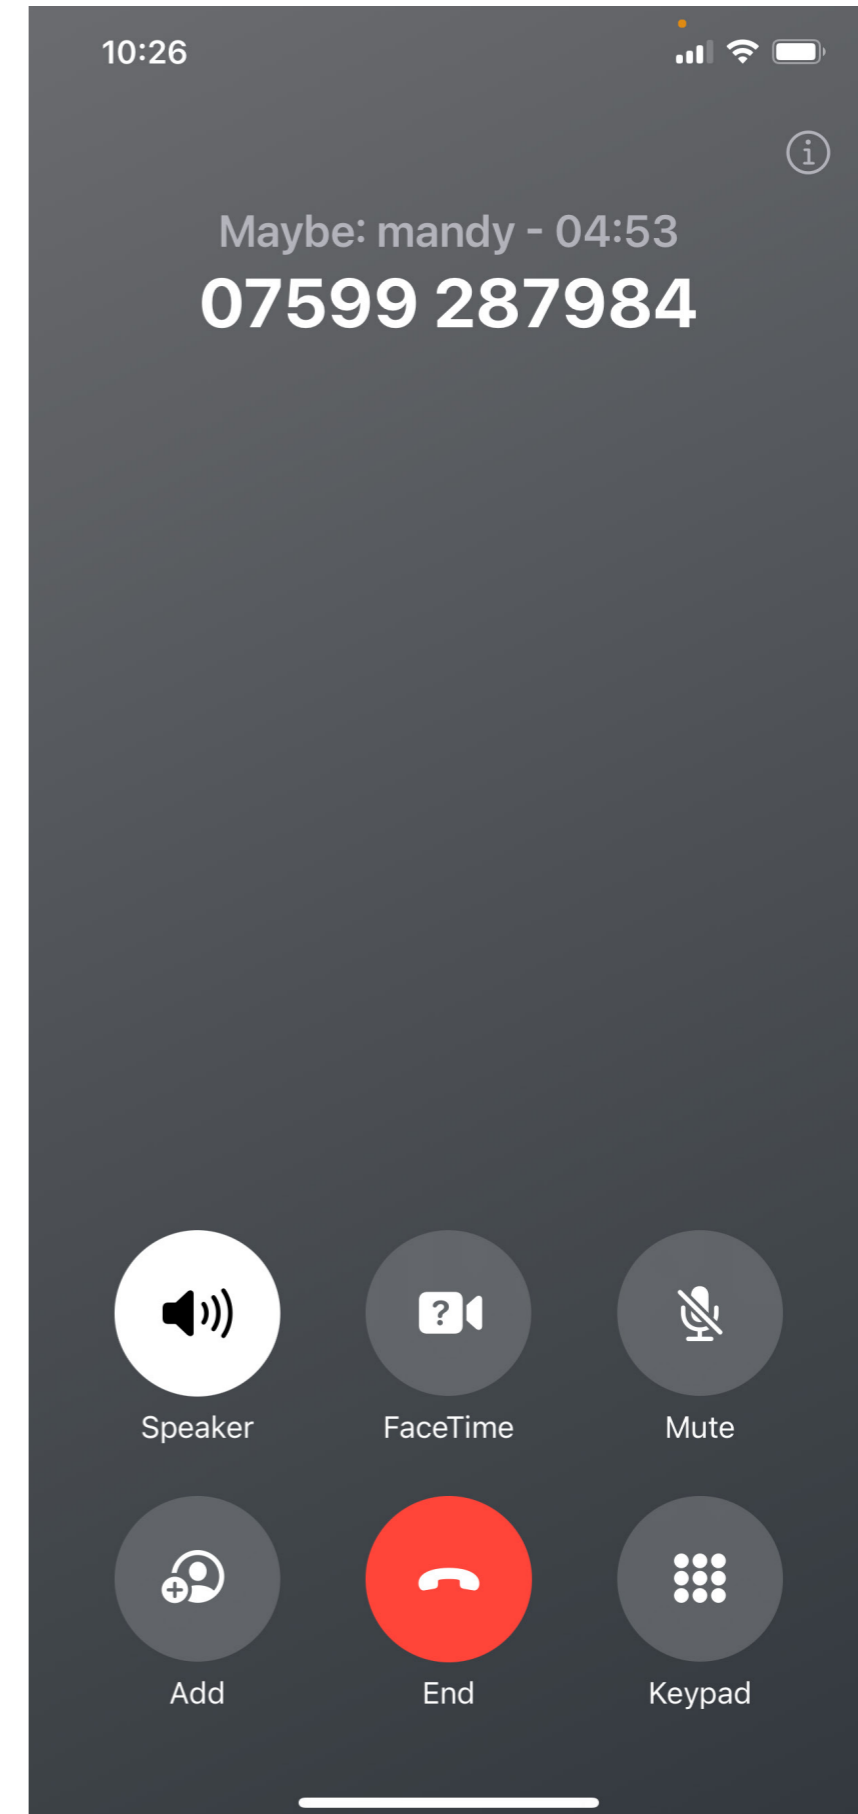 10:26
Maybe: mandy - 04:53
07599 287984
?
Speaker
FaceTime
Mute
Add
End
Keypad